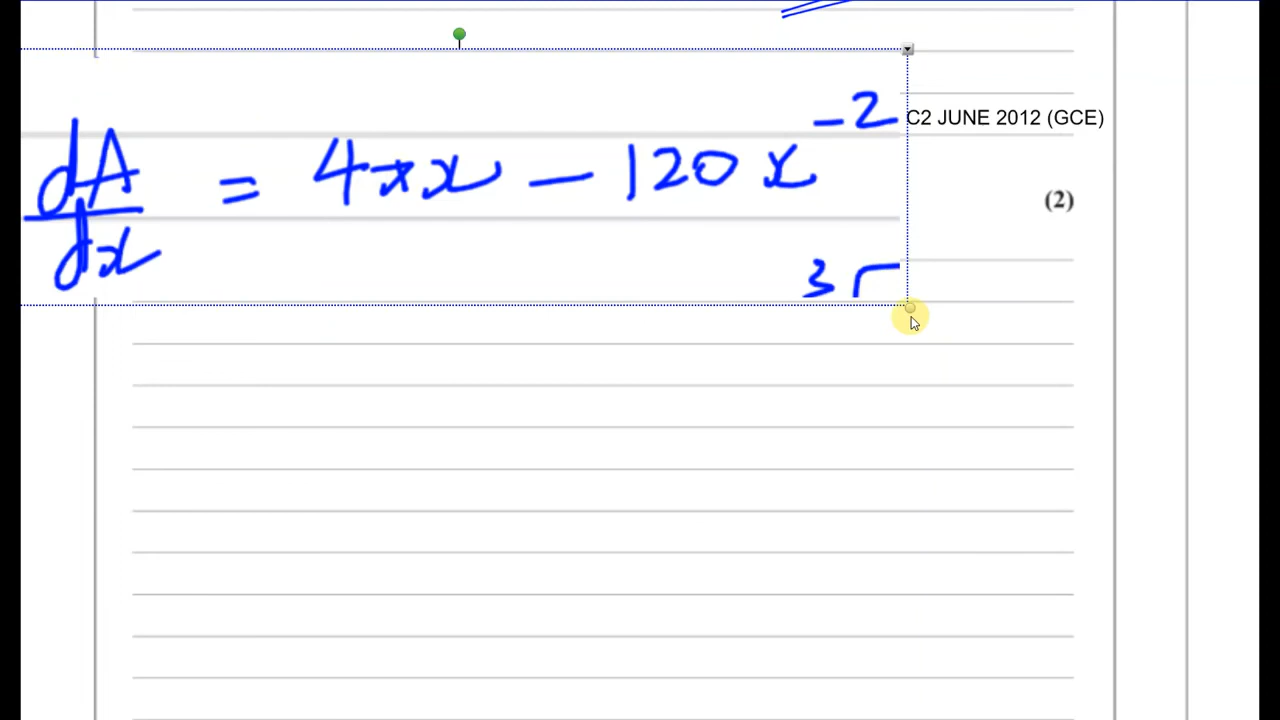 C2 JUNE 2012 (GCE)
dA/dx = 4πx - 120x^-2
(2)
3